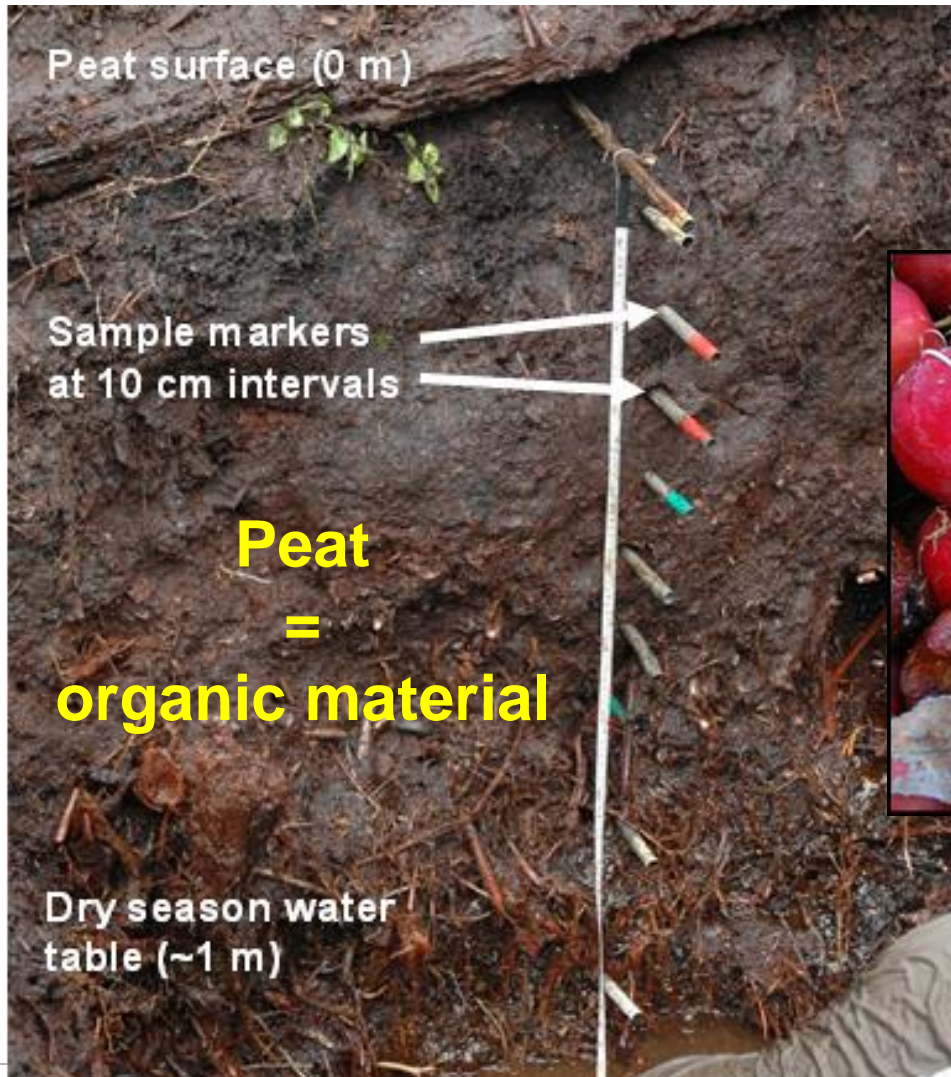 Peat surface (0 m)
Sample markers
at 10 cm intervals
Peat
=
organic material
Dry season water
table (~1 m)